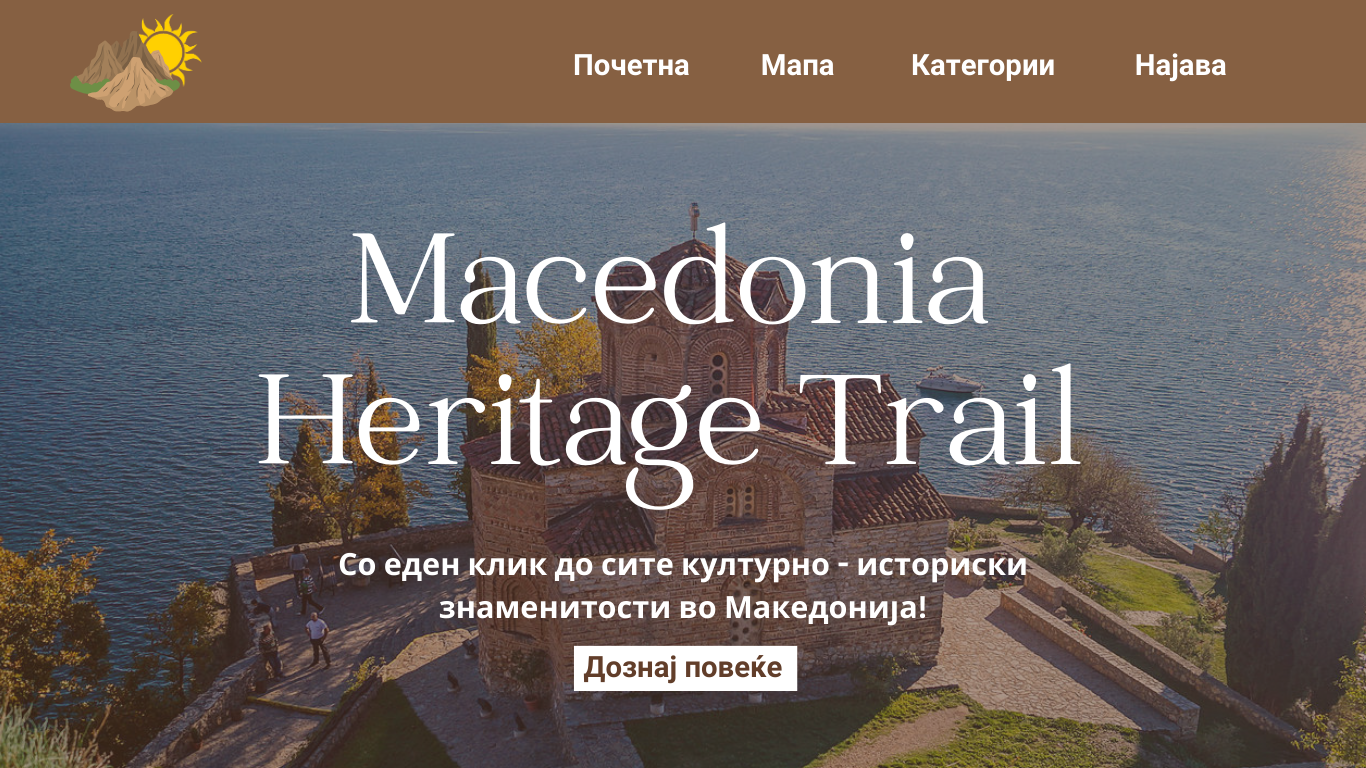 Почетна Мапа Категории Најава
Macedonia
Heritage Trail
Со еден клик до сите културно - историски
знаменитости во Македонија!
Дознај повеќе